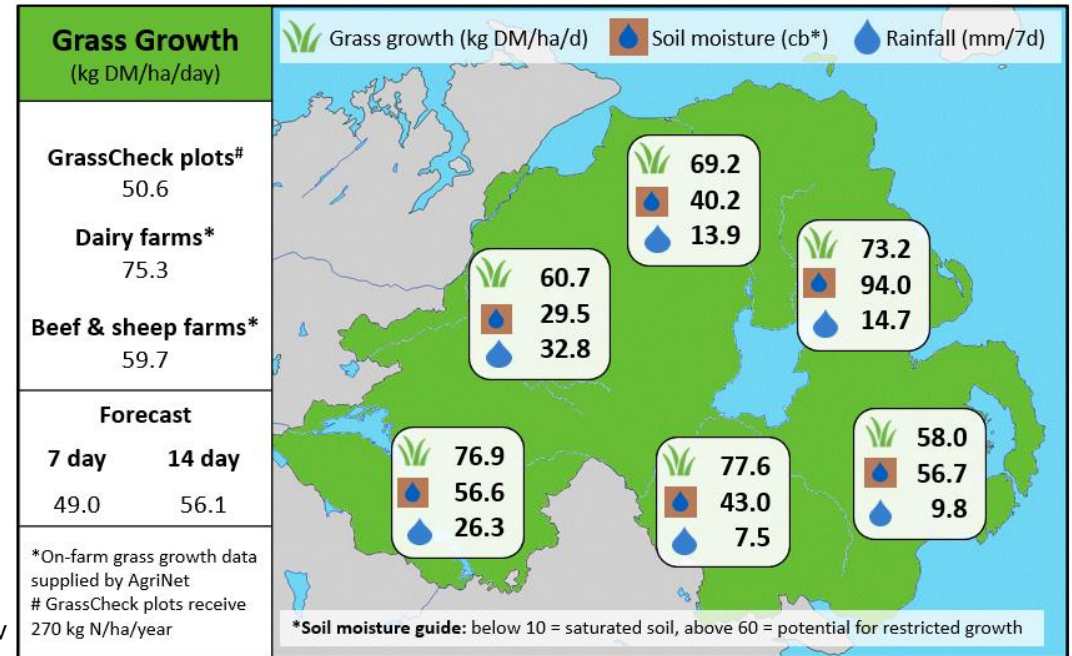 Grass Growth
(kg DM/ha/day)
GrassCheck plots#
50.6
Dairy farms*
75.3
Beef & sheep farms*
59.7
Forecast
7 day 14 day
49.0 56.1
*On-farm grass growth data
supplied by AgriNet
# GrassCheck plots receive
270 kg N/ha/year
Grass growth (kg DM/ha/d) Soil moisture (cb*) Rainfall (mm/7d)
69.2
40.2
13.9
73.2
94.0
14.7
60.7
29.5
32.8
76.9
56.6
26.3
77.6
43.0
7.5
58.0
56.7
9.8
*Soil moisture guide: below 10 = saturated soil, above 60 = potential for restricted growth